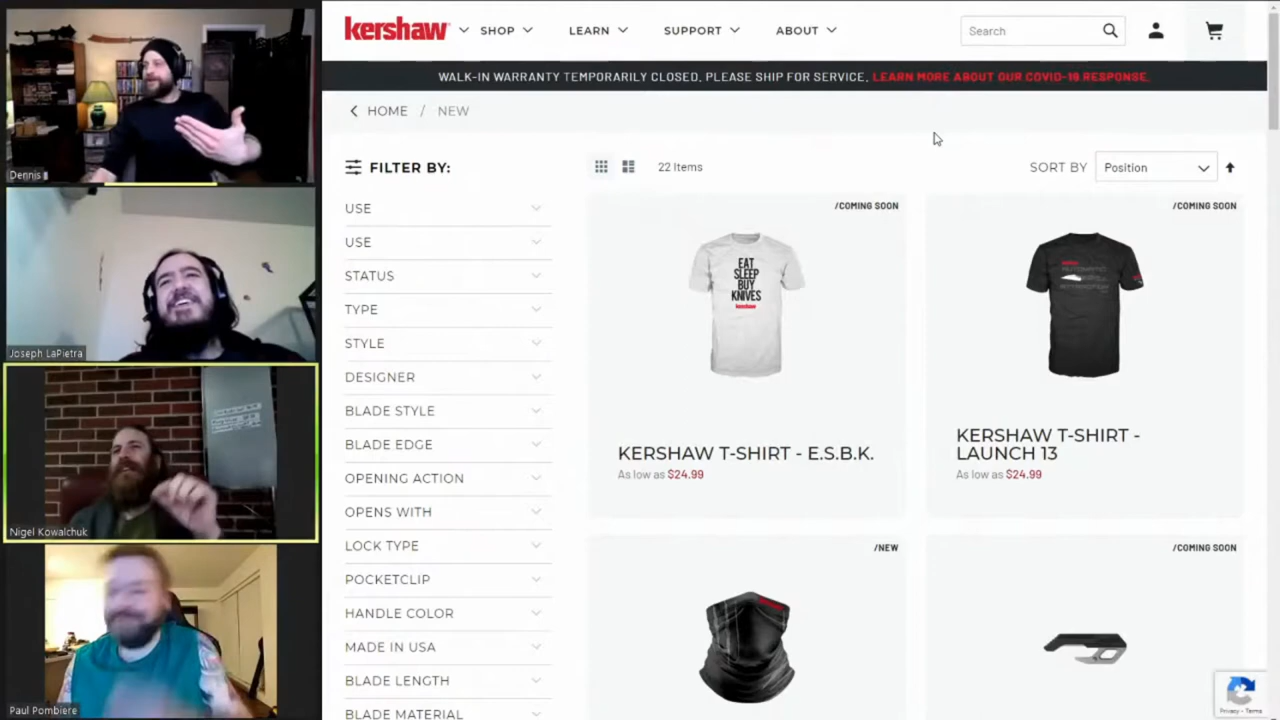 Dennis
Joseph LaPietra
Nigel Kowalchuk
Paul Pombiere
kershaw
SHOP
LEARN
SUPPORT
ABOUT
Search
WALK-IN WARRANTY TEMPORARILY CLOSED. PLEASE SHIP FOR SERVICE. LEARN MORE ABOUT OUR COVID-19 RESPONSE.
HOME / NEW
FILTER BY:
USE
USE
STATUS
TYPE
STYLE
DESIGNER
BLADE STYLE
BLADE EDGE
OPENING ACTION
OPENS WITH
LOCK TYPE
POCKETCLIP
HANDLE COLOR
MADE IN USA
BLADE LENGTH
BLADE MATERIAL
22 Items
SORT BY
Position
/COMING SOON
EAT
SLEEP
BUY
KNIVES
kershaw
KERSHAW T-SHIRT - E.S.B.K.
As low as $24.99
/COMING SOON
KERSHAW T-SHIRT -
LAUNCH 13
As low as $24.99
/NEW
/COMING SOON
Privacy - Terms